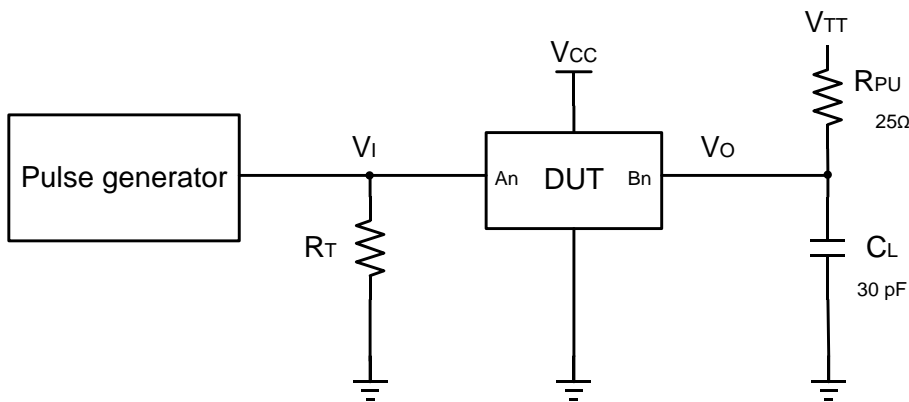 VTT
VCC
RPU
25Ω
Pulse generator
VI
An
DUT
Bn
VO
RT
CL
30 pF